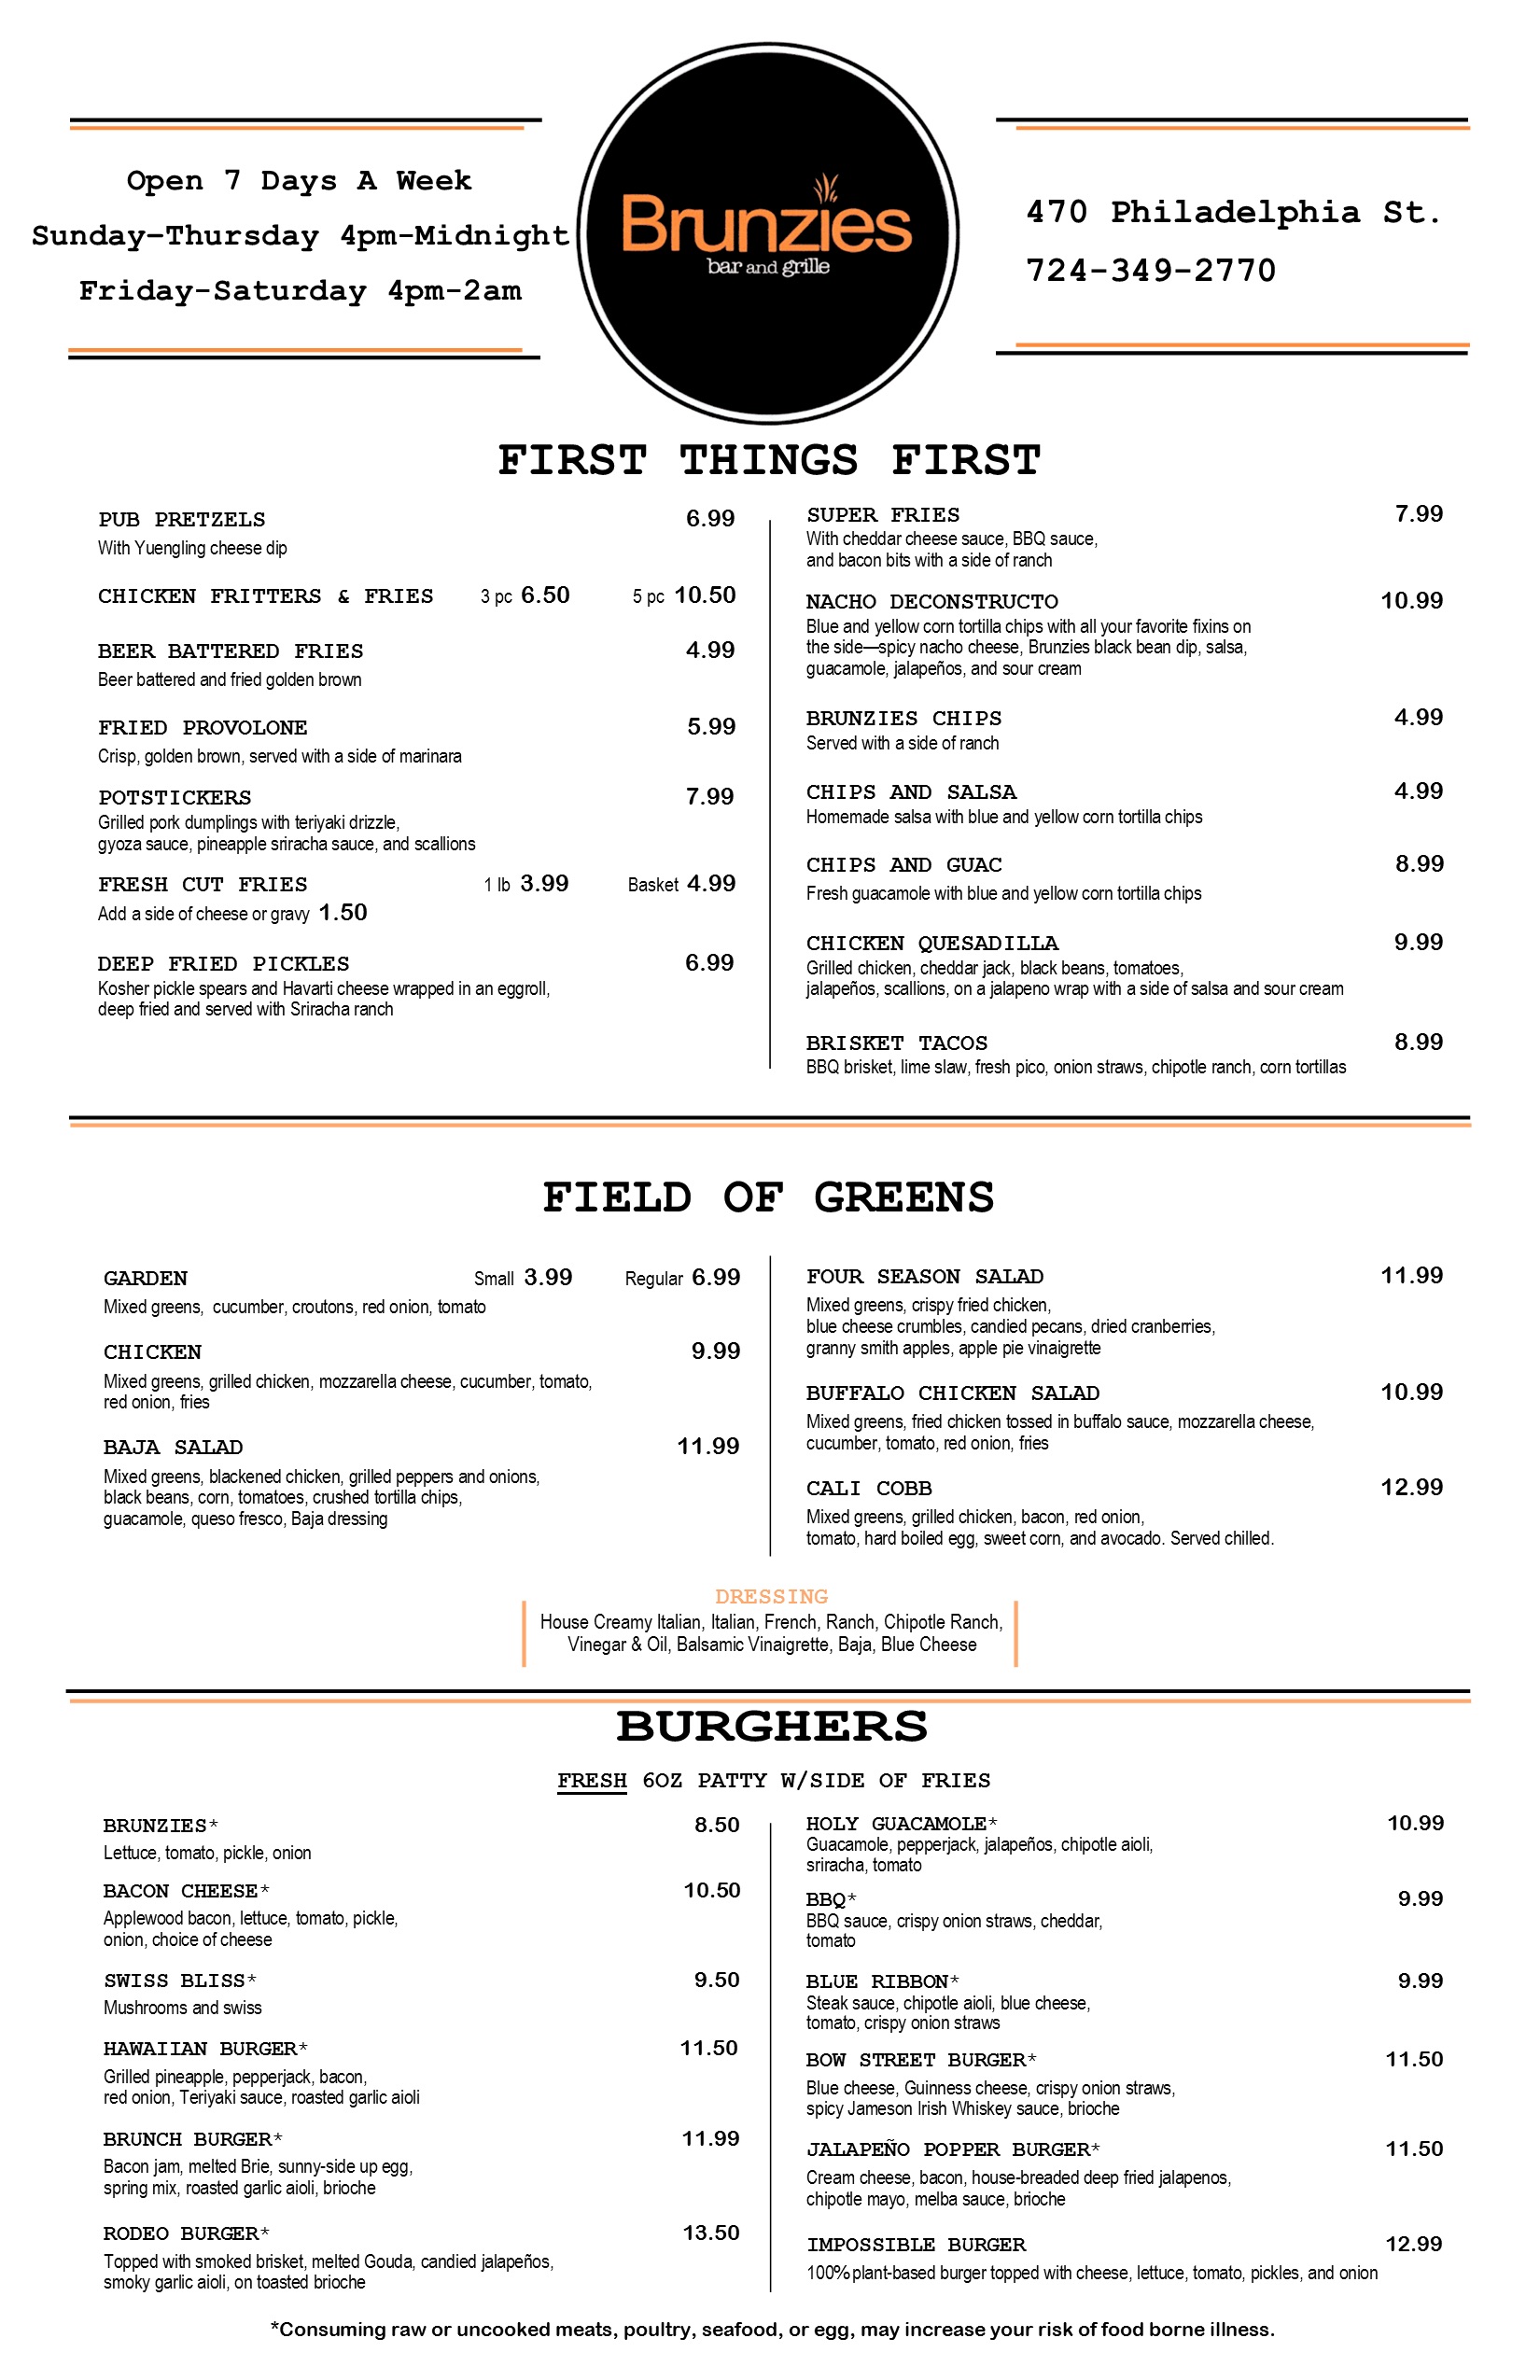 Open 7 Days A Week
Sunday–Thursday 4pm-Midnight
Friday-Saturday 4pm-2am
Brunzies
bar and grille
470 Philadelphia St.
724-349-2770
FIRST THINGS FIRST
PUB PRETZELS 6.99
With Yuengling cheese dip
CHICKEN FRITTERS & FRIES 3 pc 6.50 5 pc 10.50
BEER BATTERED FRIES 4.99
Beer battered and fried golden brown
FRIED PROVOLONE 5.99
Crisp, golden brown, served with a side of marinara
POTSTICKERS 7.99
Grilled pork dumplings with teriyaki drizzle,
gyoza sauce, pineapple sriracha sauce, and scallions
FRESH CUT FRIES 1 lb 3.99 Basket 4.99
Add a side of cheese or gravy 1.50
DEEP FRIED PICKLES 6.99
Kosher pickle spears and Havarti cheese wrapped in an eggroll,
deep fried and served with Sriracha ranch
SUPER FRIES 7.99
With cheddar cheese sauce, BBQ sauce,
and bacon bits with a side of ranch
NACHO DECONSTRUCTO 10.99
Blue and yellow corn tortilla chips with all your favorite fixins on
the side—spicy nacho cheese, Brunzies black bean dip, salsa,
guacamole, jalapeños, and sour cream
BRUNZIES CHIPS 4.99
Served with a side of ranch
CHIPS AND SALSA 4.99
Homemade salsa with blue and yellow corn tortilla chips
CHIPS AND GUAC 8.99
Fresh guacamole with blue and yellow corn tortilla chips
CHICKEN QUESADILLA 9.99
Grilled chicken, cheddar jack, black beans, tomatoes,
jalapeños, scallions, on a jalapeno wrap with a side of salsa and sour cream
BRISKET TACOS 8.99
BBQ brisket, lime slaw, fresh pico, onion straws, chipotle ranch, corn tortillas
FIELD OF GREENS
GARDEN Small 3.99 Regular 6.99
Mixed greens, cucumber, croutons, red onion, tomato
CHICKEN 9.99
Mixed greens, grilled chicken, mozzarella cheese, cucumber, tomato,
red onion, fries
BAJA SALAD 11.99
Mixed greens, blackened chicken, grilled peppers and onions,
black beans, corn, tomatoes, crushed tortilla chips,
guacamole, queso fresco, Baja dressing
FOUR SEASON SALAD 11.99
Mixed greens, crispy fried chicken,
blue cheese crumbles, candied pecans, dried cranberries,
granny smith apples, apple pie vinaigrette
BUFFALO CHICKEN SALAD 10.99
Mixed greens, fried chicken tossed in buffalo sauce, mozzarella cheese,
cucumber, tomato, red onion, fries
CALI COBB 12.99
Mixed greens, grilled chicken, bacon, red onion,
tomato, hard boiled egg, sweet corn, and avocado. Served chilled.
DRESSING
House Creamy Italian, Italian, French, Ranch, Chipotle Ranch,
Vinegar & Oil, Balsamic Vinaigrette, Baja, Blue Cheese
BURGHERS
FRESH 6OZ PATTY W/SIDE OF FRIES
BRUNZIES* 8.50
Lettuce, tomato, pickle, onion
BACON CHEESE* 10.50
Applewood bacon, lettuce, tomato, pickle,
onion, choice of cheese
SWISS BLISS* 9.50
Mushrooms and swiss
HAWAIIAN BURGER* 11.50
Grilled pineapple, pepperjack, bacon,
red onion, Teriyaki sauce, roasted garlic aioli
BRUNCH BURGER* 11.99
Bacon jam, melted Brie, sunny-side up egg,
spring mix, roasted garlic aioli, brioche
RODEO BURGER* 13.50
Topped with smoked brisket, melted Gouda, candied jalapeños,
smoky garlic aioli, on toasted brioche
HOLY GUACAMOLE* 10.99
Guacamole, pepperjack, jalapeños, chipotle aioli,
sriracha, tomato
BBQ* 9.99
BBQ sauce, crispy onion straws, cheddar,
tomato
BLUE RIBBON* 9.99
Steak sauce, chipotle aioli, blue cheese,
tomato, crispy onion straws
BOW STREET BURGER* 11.50
Blue cheese, Guinness cheese, crispy onion straws,
spicy Jameson Irish Whiskey sauce, brioche
JALAPEÑO POPPER BURGER* 11.50
Cream cheese, bacon, house-breaded deep fried jalapenos,
chipotle mayo, melba sauce, brioche
IMPOSSIBLE BURGER 12.99
100% plant-based burger topped with cheese, lettuce, tomato, pickles, and onion
*Consuming raw or uncooked meats, poultry, seafood, or egg, may increase your risk of food borne illness.